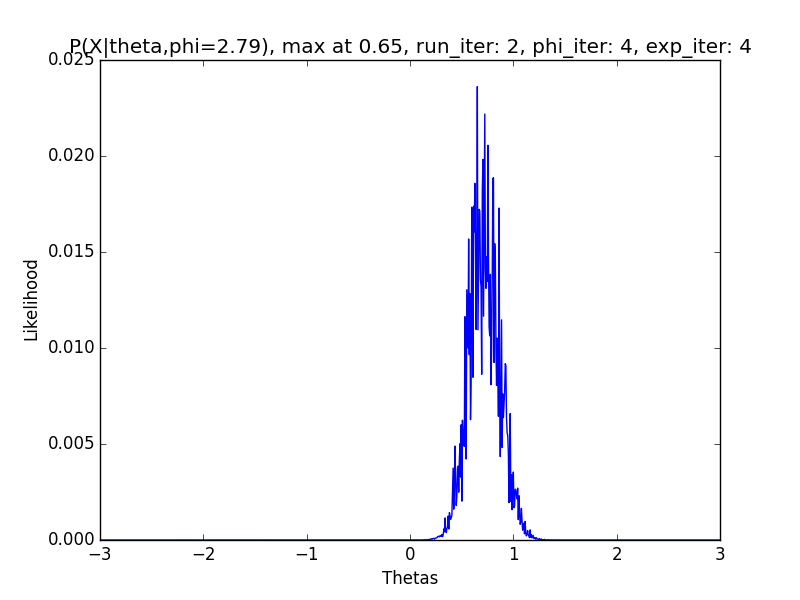 P(X|theta,phi=2.79), max at 0.65, run_iter: 2, phi_iter: 4, exp_iter: 4
0.025
0.020
0.015
0.010
0.005
0.000
Likelihood
−3 −2 −1 0 1 2 3
Thetas